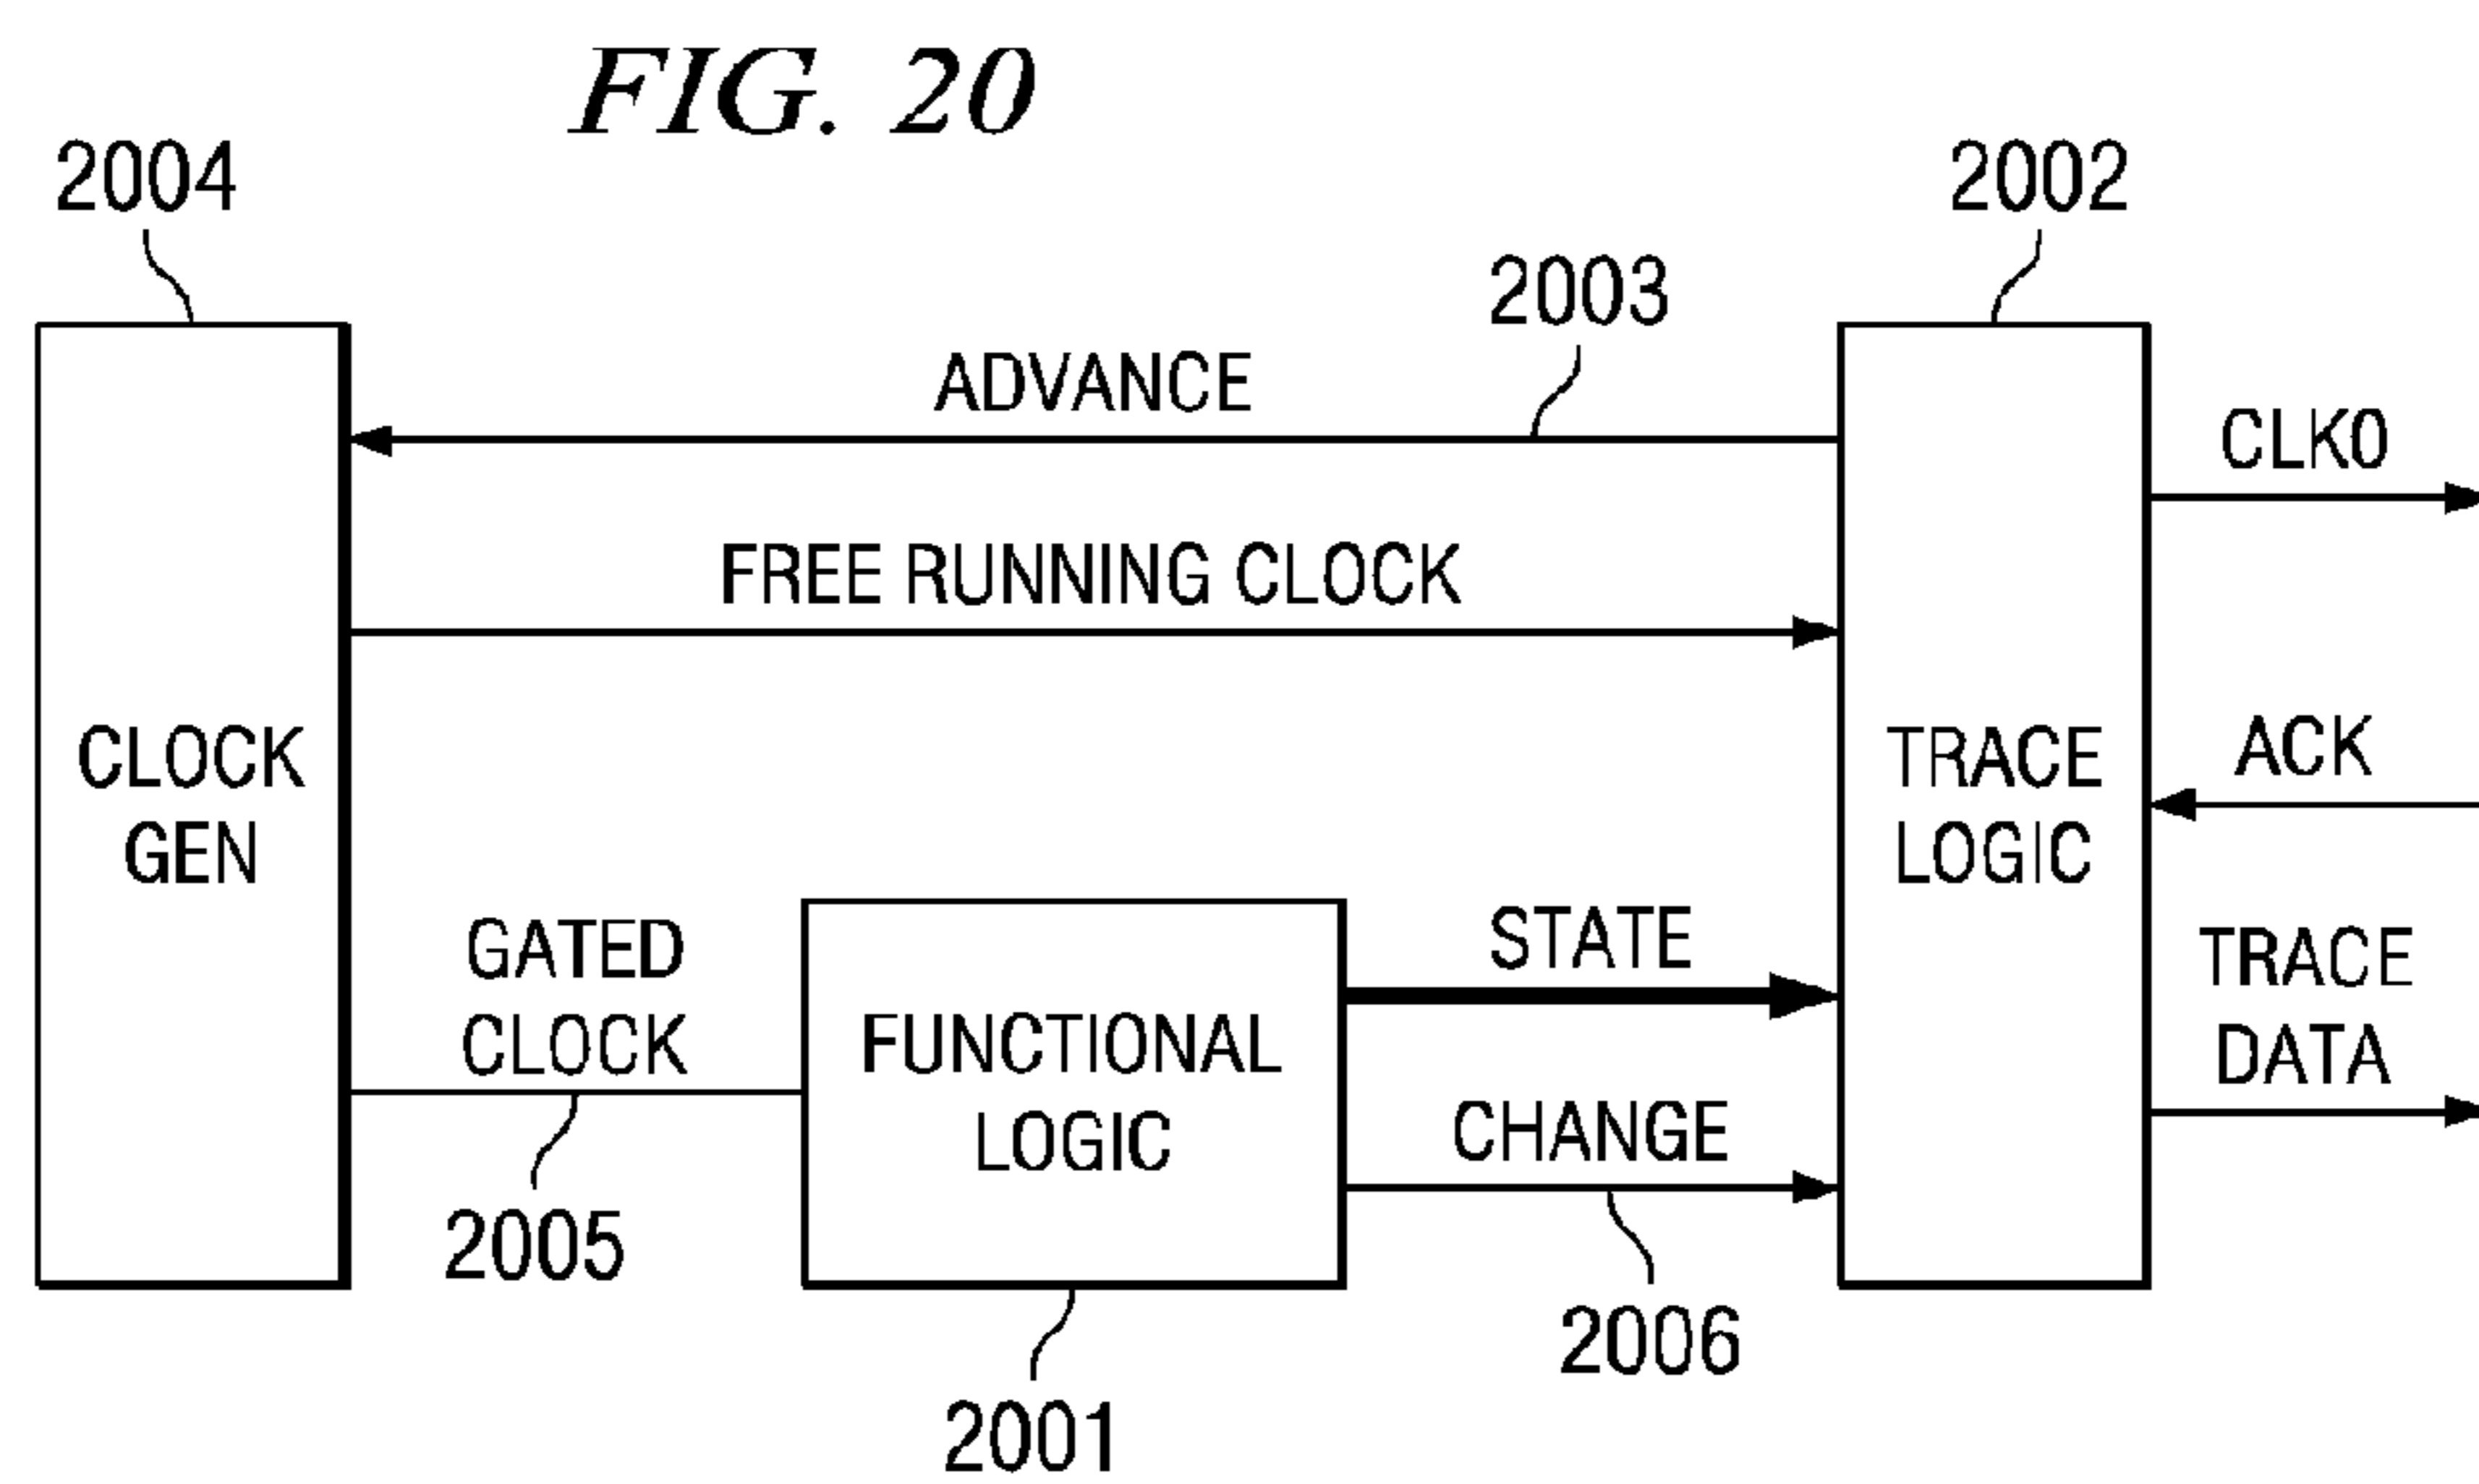 FIG. 20
2004
2002
2003
ADVANCE
CLK0
FREE RUNNING CLOCK
CLOCK
GEN
TRACE
LOGIC
ACK
GATED
CLOCK
STATE
TRACE
DATA
FUNCTIONAL
LOGIC
CHANGE
2005
2006
2001